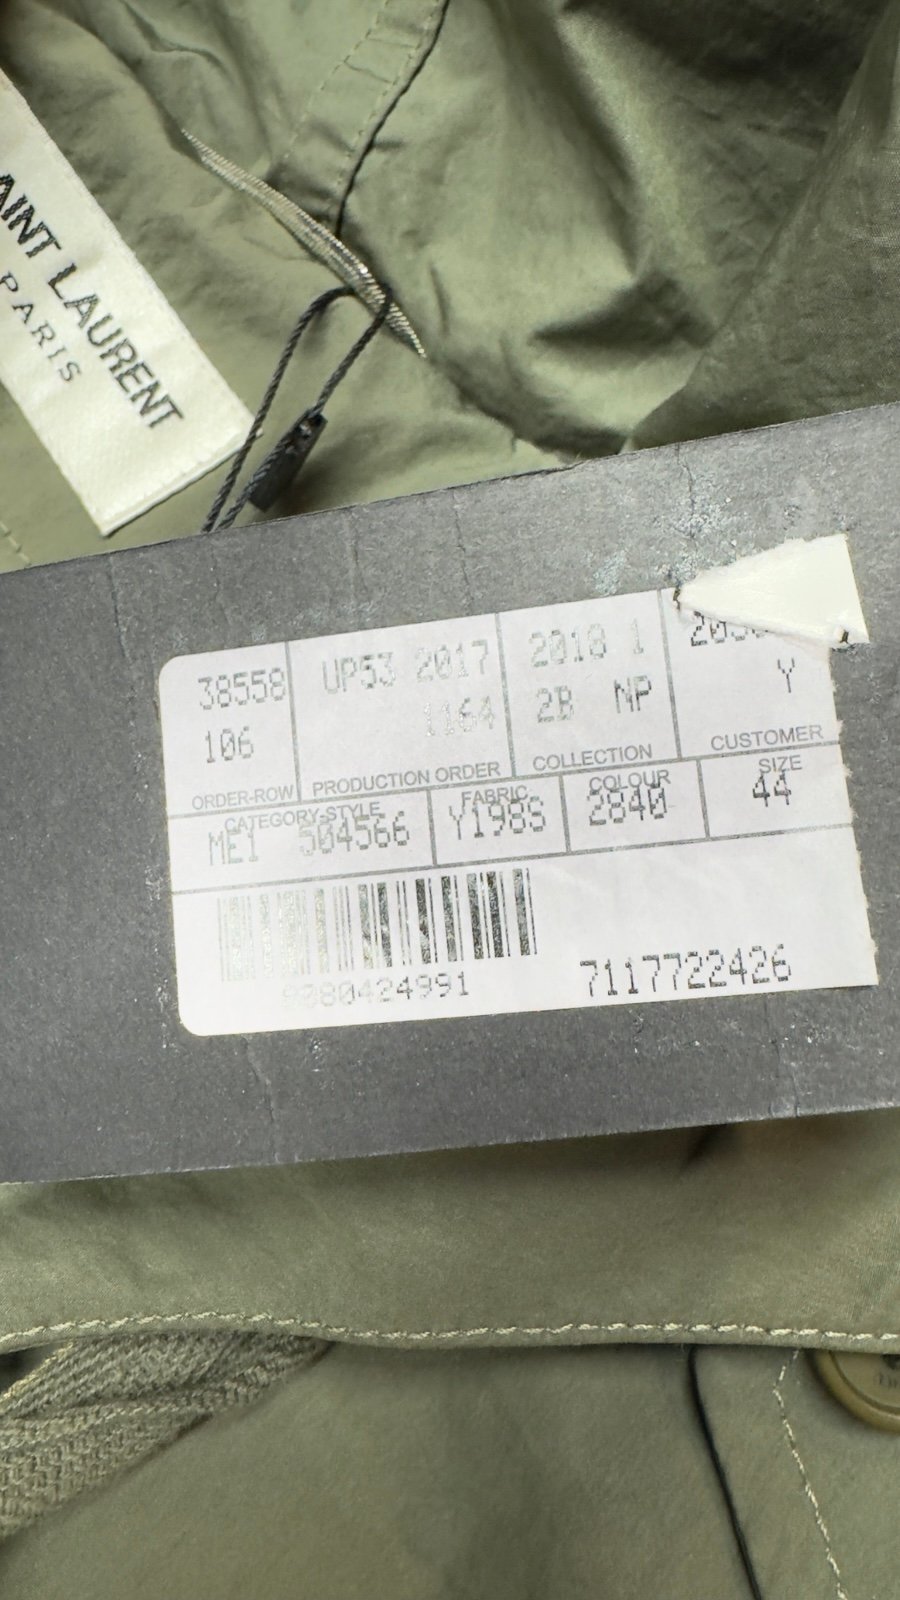 AINT LAURENT
PARIS
38558
106
ORDER-ROW
UP53 2017
1164
PRODUCTION ORDER
2018 1
2B NP
COLLECTION
Y
CUSTOMER
CATEGORY-STYLE
ME1 504566
FABRIC
Y198S
COLOUR
2840
SIZE
44
7117722426